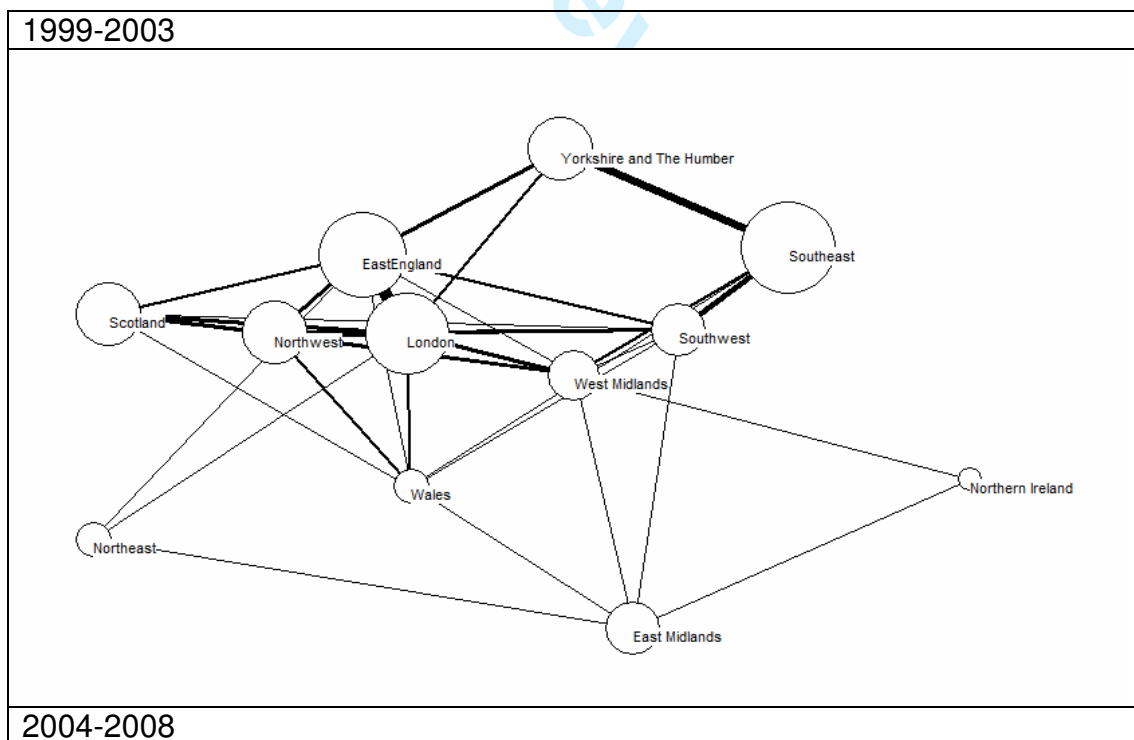 1999-2003
Yorkshire and The Humber
Southeast
EastEngland
Scotland
Northwest
London
Southwest
West Midlands
Wales
Northern Ireland
Northeast
East Midlands
2004-2008